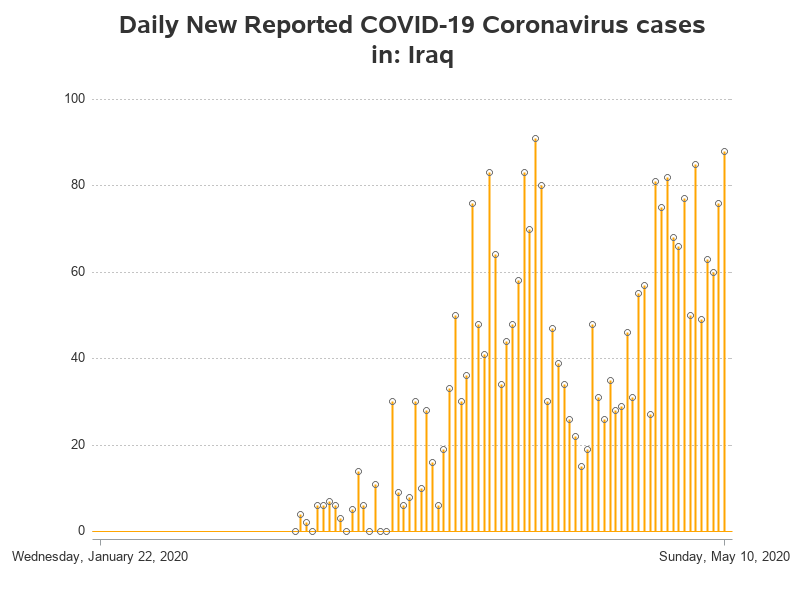 Daily New Reported COVID-19 Coronavirus cases
in: Iraq
100
80
60
40
20
0
Wednesday, January 22, 2020
Sunday, May 10, 2020